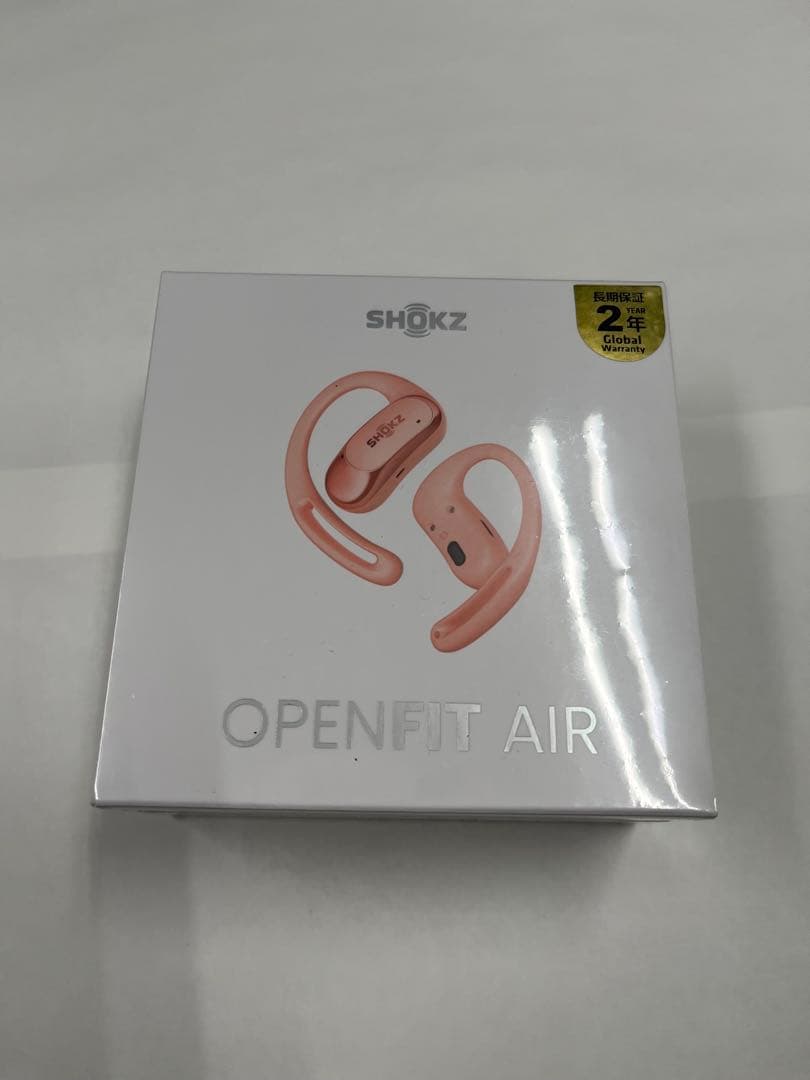 SHOKZ
長期保証
2年
YEAR
Global
Warranty
SHOKZ
OPENFIT AIR